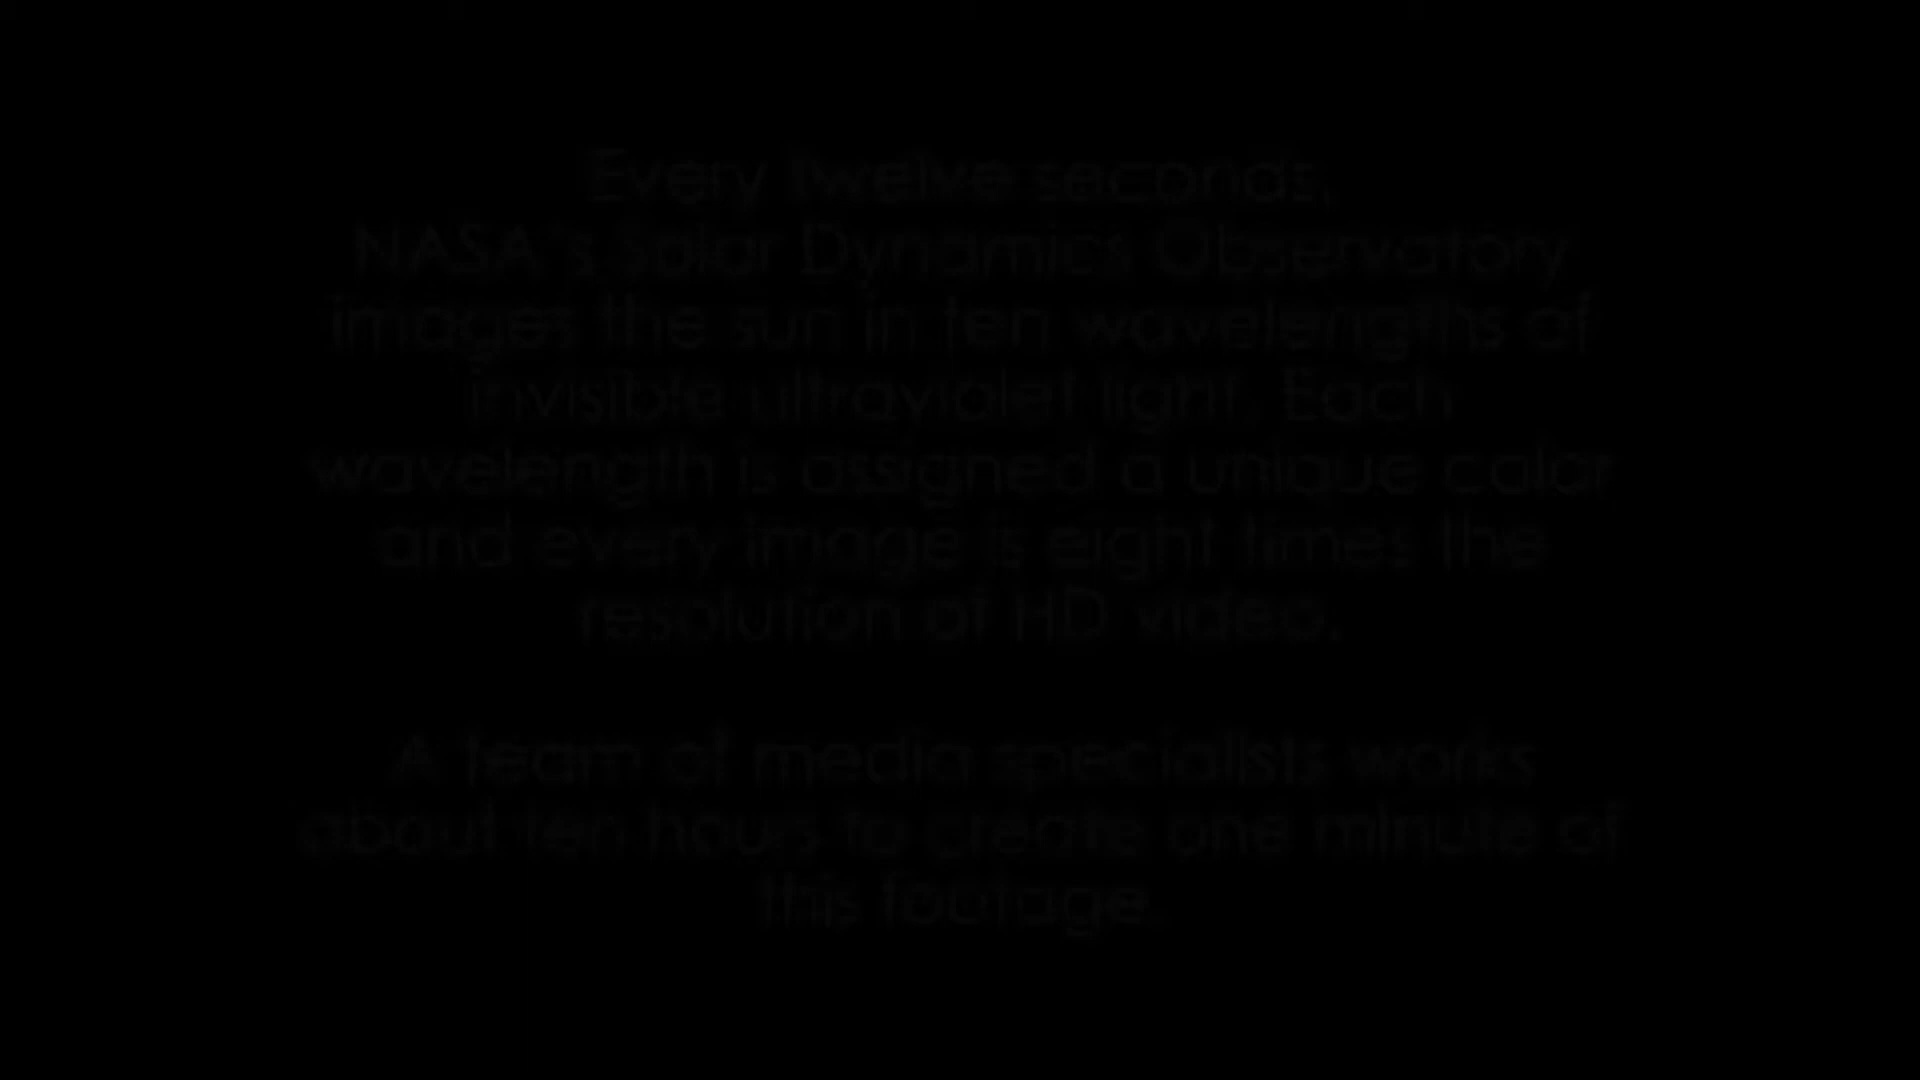 Every twelve seconds,
NASA's Solar Dynamics Observatory
images the sun in ten wavelengths of
invisible ultraviolet light. Each
wavelength is assigned a unique color
and every image is eight times the
resolution of HD video.
A team of media specialists works
about ten hours to create one minute of
this footage.